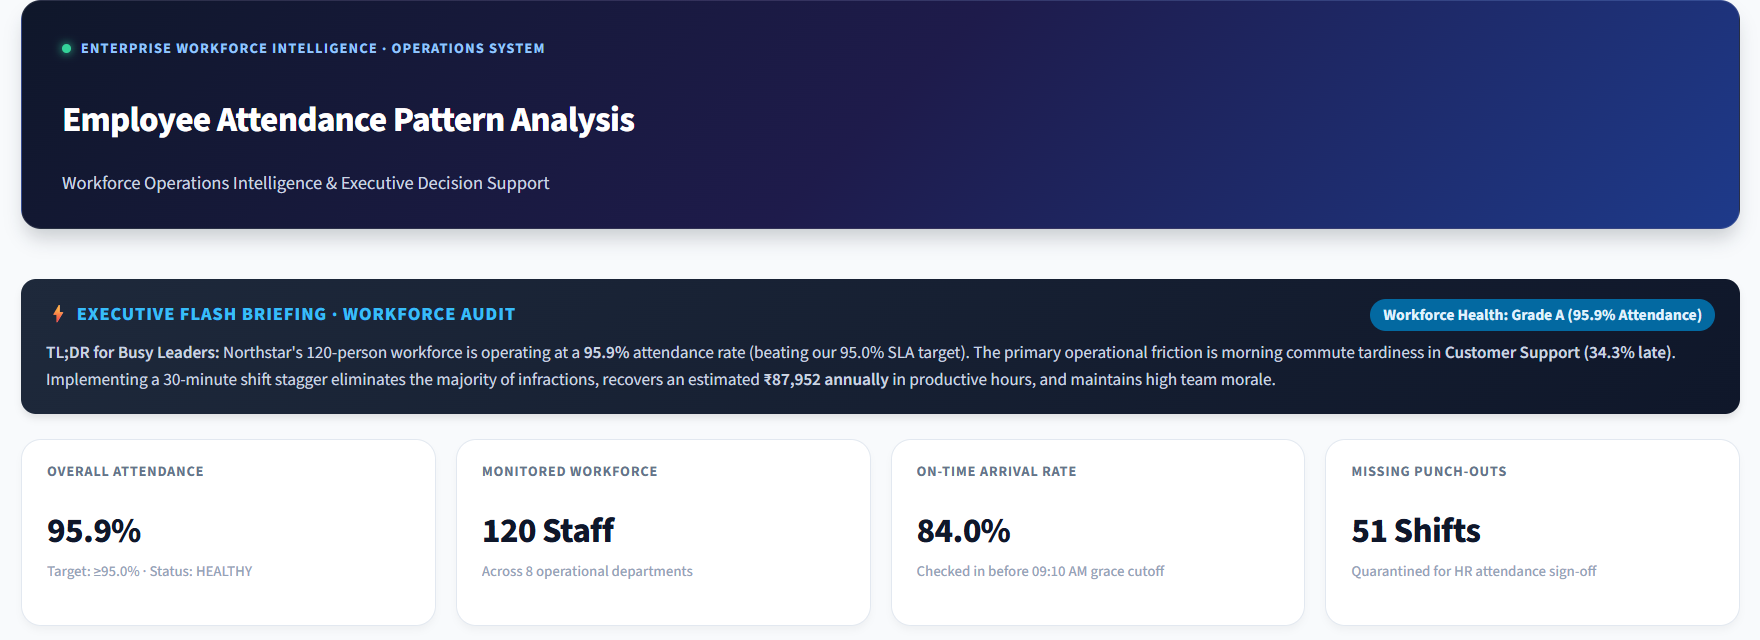 ENTERPRISE WORKFORCE INTELLIGENCE · OPERATIONS SYSTEM
Employee Attendance Pattern Analysis
Workforce Operations Intelligence & Executive Decision Support
EXECUTIVE FLASH BRIEFING · WORKFORCE AUDIT
Workforce Health: Grade A (95.9% Attendance)
TL;DR for Busy Leaders: Northstar's 120-person workforce is operating at a 95.9% attendance rate (beating our 95.0% SLA target). The primary operational friction is morning commute tardiness in Customer Support (34.3% late).
Implementing a 30-minute shift stagger eliminates the majority of infractions, recovers an estimated ₹87,952 annually in productive hours, and maintains high team morale.
OVERALL ATTENDANCE
95.9%
Target: ≥95.0% · Status: HEALTHY
MONITORED WORKFORCE
120 Staff
Across 8 operational departments
ON-TIME ARRIVAL RATE
84.0%
Checked in before 09:10 AM grace cutoff
MISSING PUNCH-OUTS
51 Shifts
Quarantined for HR attendance sign-off